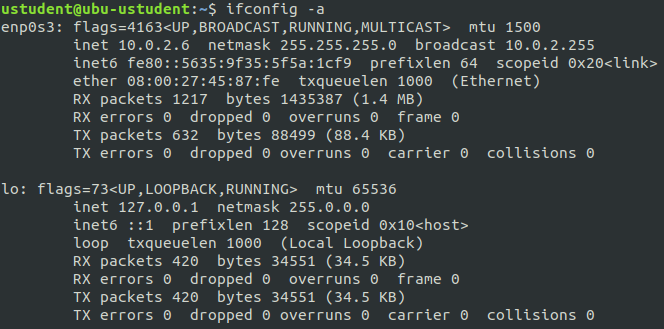 ustudent@ubu-ustudent:~$ ifconfig -a
enp0s3: flags=4163<UP,BROADCAST,RUNNING,MULTICAST>  mtu 1500
        inet 10.0.2.6  netmask 255.255.255.0  broadcast 10.0.2.255
        inet6 fe80::5635:9f35:5f5a:1cf9  prefixlen 64  scopeid 0x20<link>
        ether 08:00:27:45:87:fe  txqueuelen 1000  (Ethernet)
        RX packets 1217  bytes 1435387 (1.4 MB)
        RX errors 0  dropped 0  overruns 0  frame 0
        TX packets 632  bytes 88499 (88.4 KB)
        TX errors 0  dropped 0 overruns 0  carrier 0  collisions 0

lo: flags=73<UP,LOOPBACK,RUNNING>  mtu 65536
        inet 127.0.0.1  netmask 255.0.0.0
        inet6 ::1  prefixlen 128  scopeid 0x10<host>
        loop  txqueuelen 1000  (Local Loopback)
        RX packets 420  bytes 34551 (34.5 KB)
        RX errors 0  dropped 0  overruns 0  frame 0
        TX packets 420  bytes 34551 (34.5 KB)
        TX errors 0  dropped 0 overruns 0  carrier 0  collisions 0